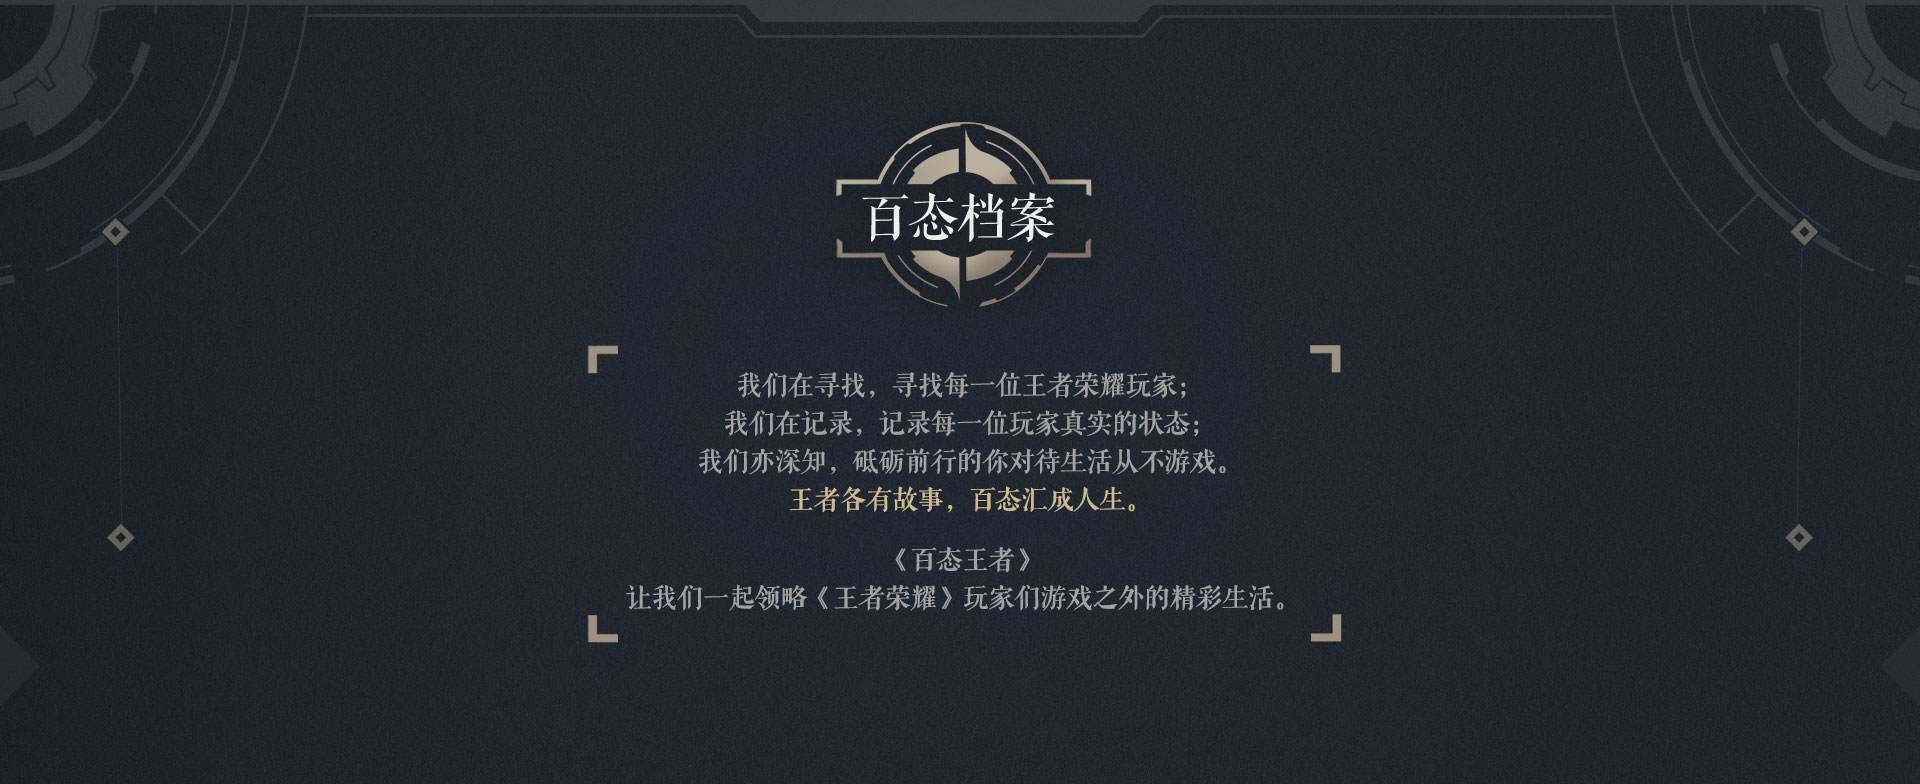 百态档案
我们在寻找，寻找每一位王者荣耀玩家；
我们在记录，记录每一位玩家真实的状态；
我们亦深知，砥砺前行的你对待生活从不游戏。
王者各有故事，百态汇成人生。
《百态王者》
让我们一起领略《王者荣耀》玩家们游戏之外的精彩生活。